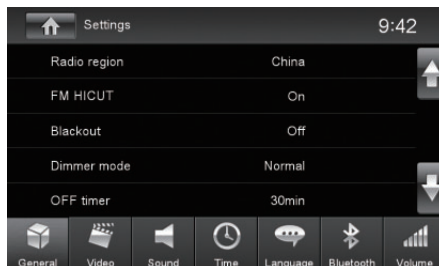 Settings 9:42
Radio region China
FM HICUT On
Blackout Off
Dimmer mode Normal
OFF timer 30min
General Video Sound Time Language Bluetooth Volume